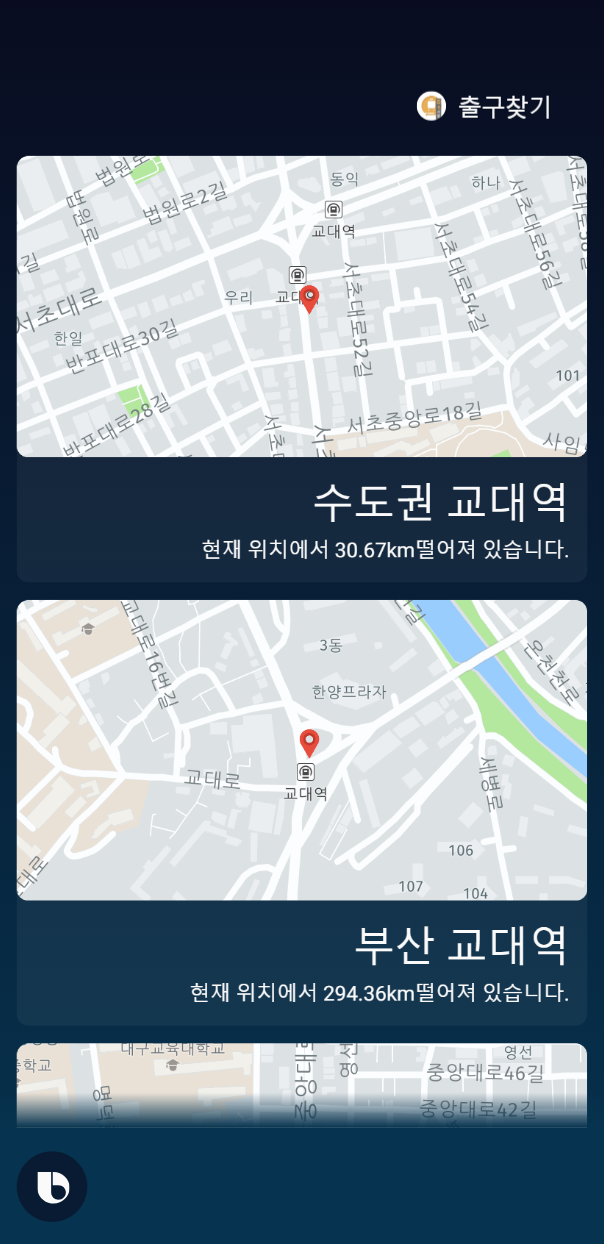 출구찾기
법원로
동익
하나
법원로2길
법원로
교대역
서초대로56길
서초대로54길
서초대로
우리
서초대로52길
한일
반포대로30길
101
반포대로28길
서초중앙로18길
사임
수도권 교대역
현재 위치에서 30.67km떨어져 있습니다.
교대로16번길
3동
온천천로
한양프라자
교대로
교대역
세병로
106
107
104
부산 교대역
현재 위치에서 294.36km떨어져 있습니다.
대구교육대학교
중앙대로
영선
영선
중학교
중앙대로46길
중앙대로42길